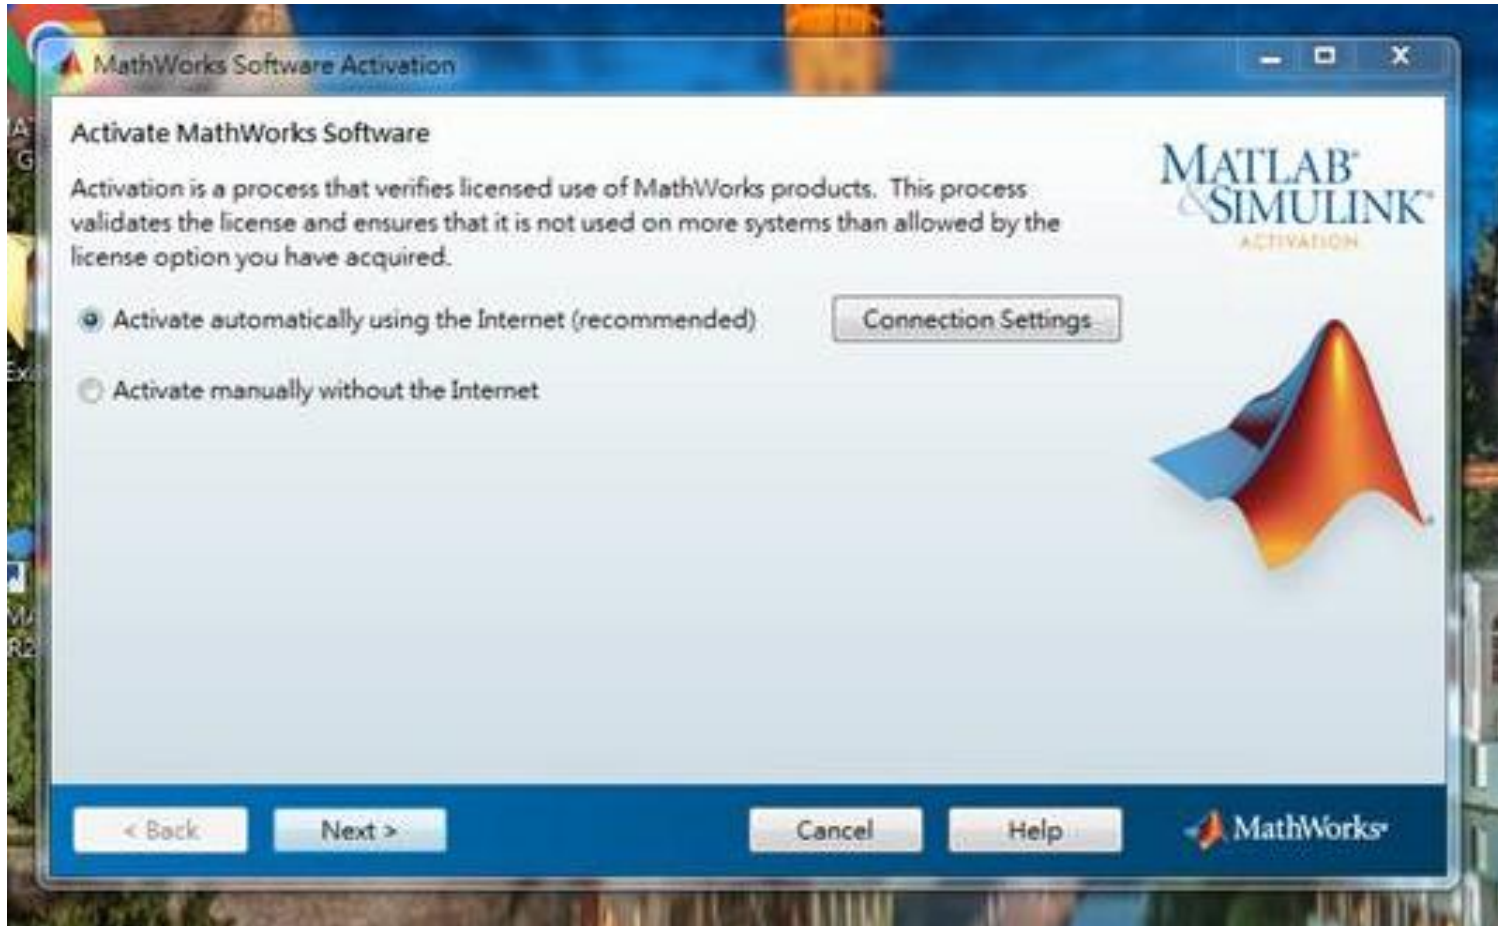 MathWorks Software Activation
Activate MathWorks Software
Activation is a process that verifies licensed use of MathWorks products. This process
validates the license and ensures that it is not used on more systems than allowed by the
license option you have acquired.
Activate automatically using the Internet (recommended)
Connection Settings
Activate manually without the Internet
MATLAB
&SIMULINK
ACTIVATION
< Back
Next >
Cancel
Help
MathWorks
G
R2